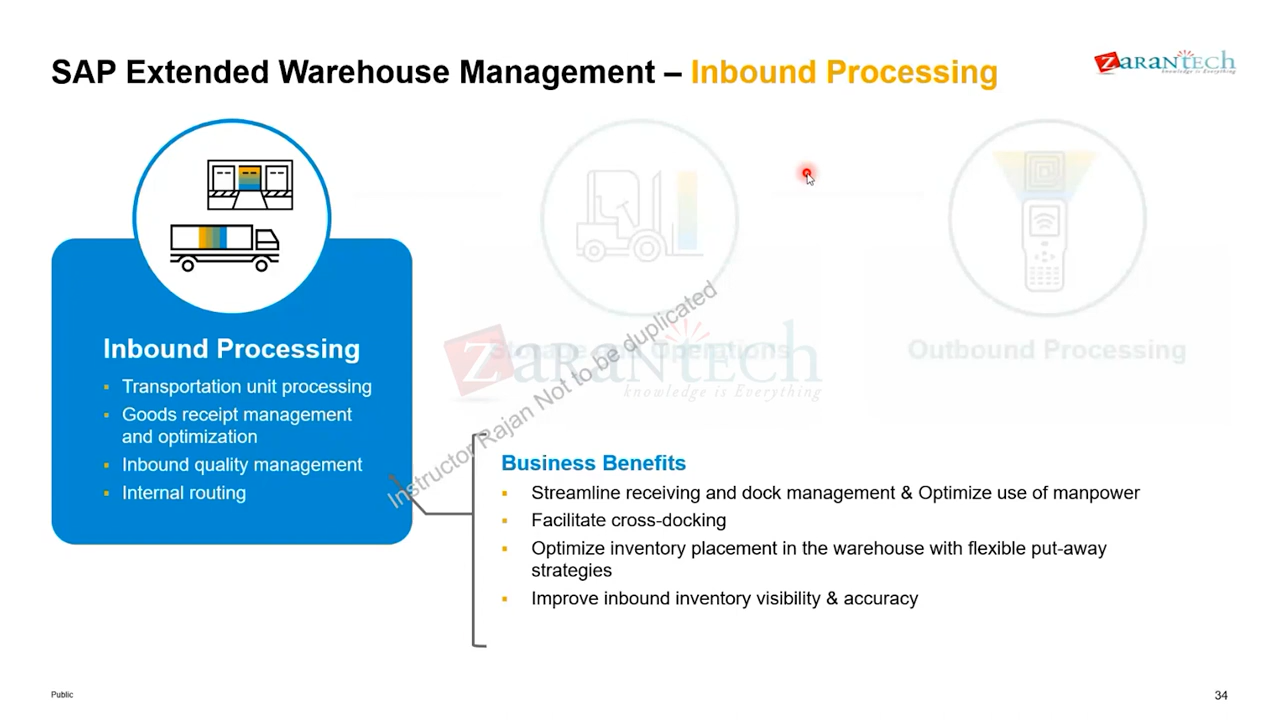 SAP Extended Warehouse Management – Inbound Processing
ZARANTECH
knowledge is Everything
Inbound Processing
Transportation unit processing
Goods receipt management
and optimization
Inbound quality management
Internal routing
Storage and Operations
Outbound Processing
ZARANTECH
knowledge is Everything
Instructor Rajan Not to be duplicated
Business Benefits
Streamline receiving and dock management & Optimize use of manpower
Facilitate cross-docking
Optimize inventory placement in the warehouse with flexible put-away
strategies
Improve inbound inventory visibility & accuracy
Public
34